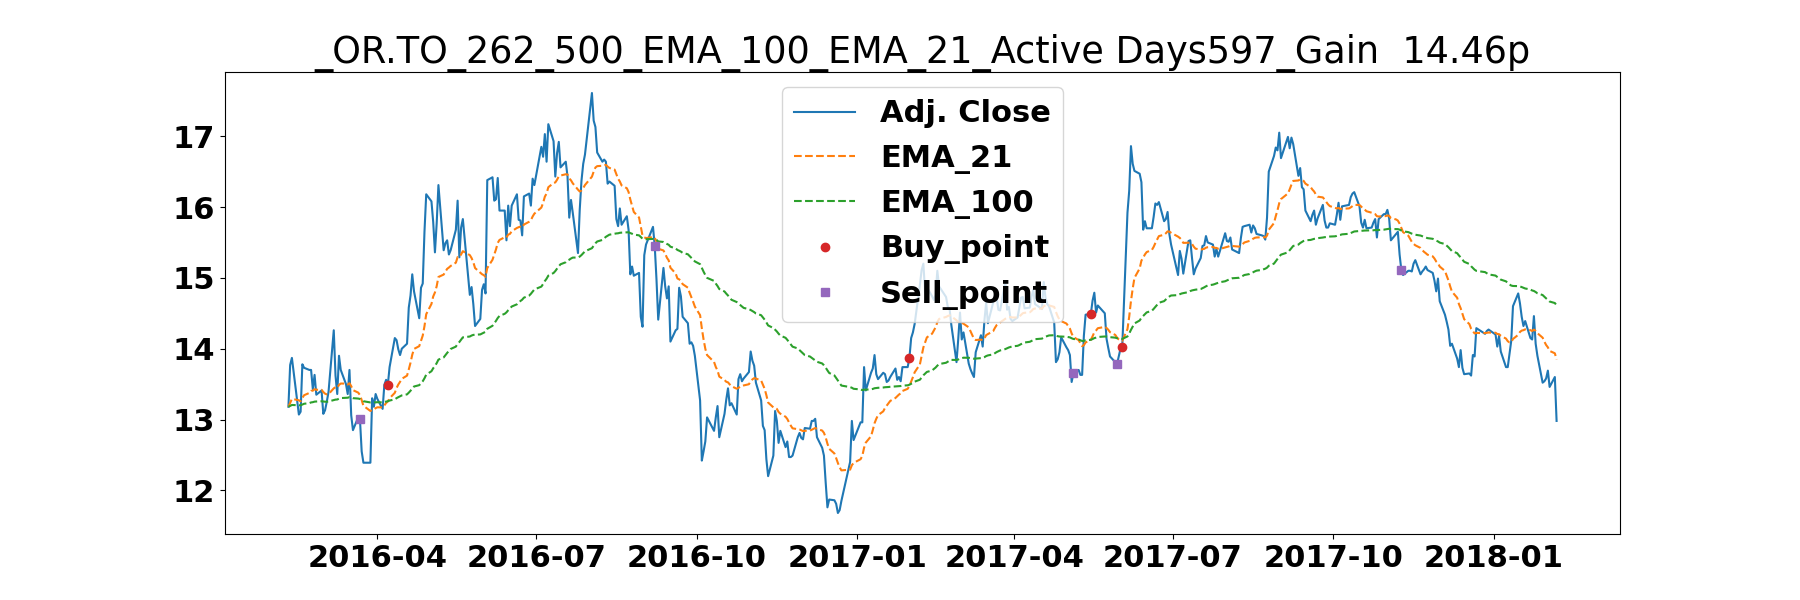 _OR.TO_262_500_EMA_100_EMA_21_Active Days597_Gain  14.46p
Adj. Close
EMA_21
EMA_100
Buy_point
Sell_point
17
16
15
14
13
12
2016-04 2016-07 2016-10 2017-01 2017-04 2017-07 2017-10 2018-01